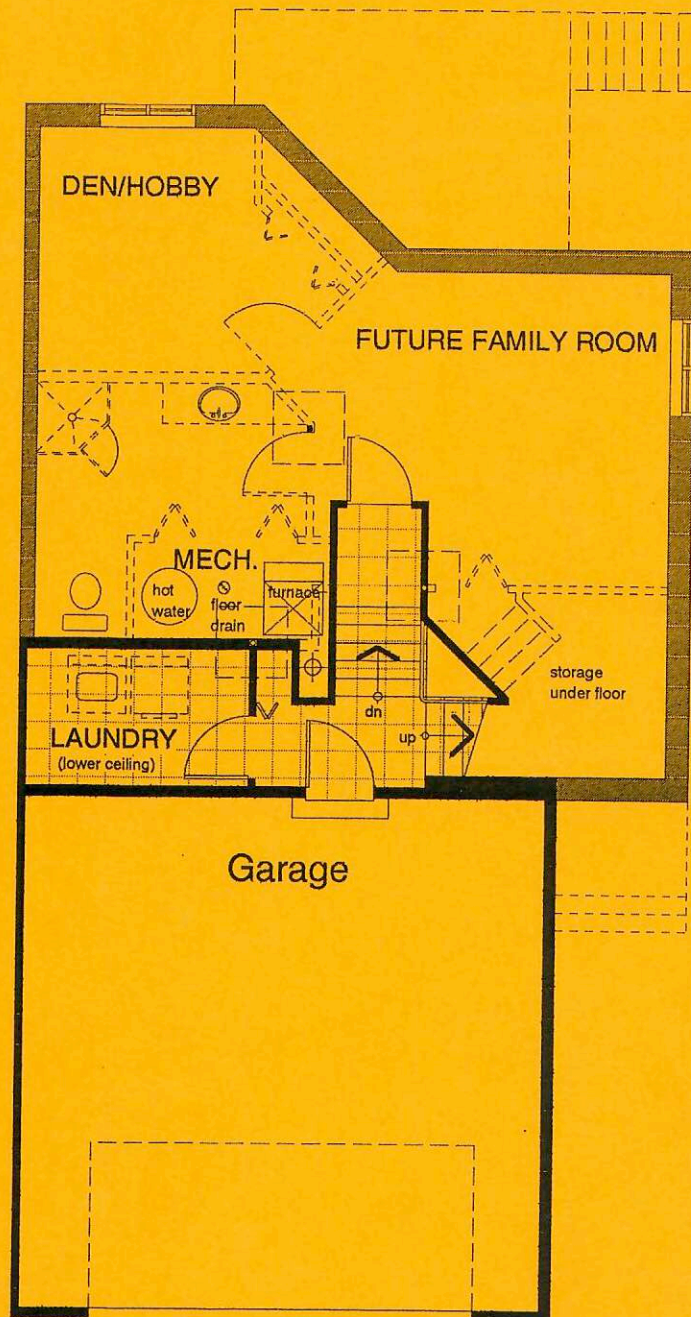 DEN/HOBBY
FUTURE FAMILY ROOM
MECH.
hot
water
floor
drain
furnace
storage
under floor
dn
up
LAUNDRY
(lower ceiling)
Garage